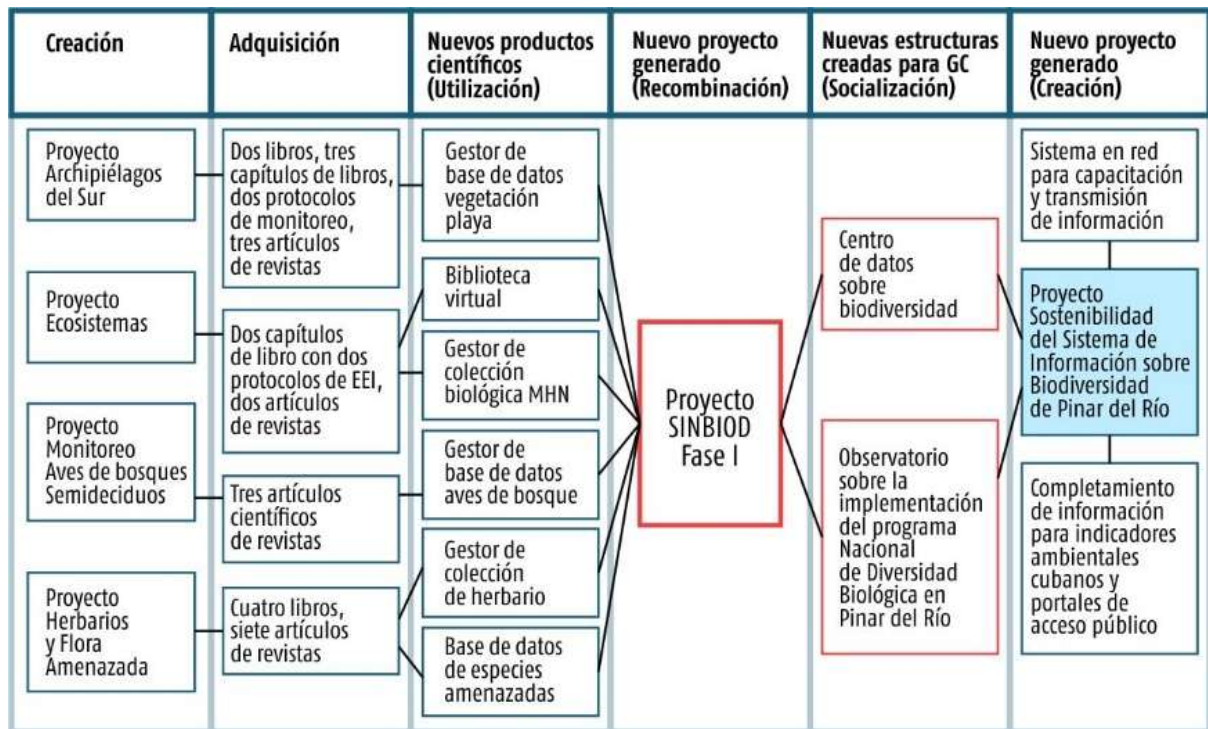 Creación
Adquisición
Nuevos productos
científicos
(Utilización)
Nuevo proyecto
generado
(Recombinación)
Nuevas estructuras
creadas para GC
(Socialización)
Nuevo proyecto
generado
(Creación)
Proyecto
Archipiélagos
del Sur
Proyecto
Ecosistemas
Proyecto
Monitoreo
Aves de bosques
Semideciduos
Proyecto
Herbarios
y Flora
Amenazada
Dos libros, tres
capítulos de libros,
dos protocolos
de monitoreo,
tres artículos
de revistas
Dos capítulos
de libro con dos
protocolos de EEI,
dos artículos
de revistas
Tres artículos
científicos
de revistas
Cuatro libros,
siete artículos
de revistas
Gestor de
base de datos
vegetación
playa
Biblioteca
virtual
Gestor de
colección
biológica MHN
Gestor de
base de datos
aves de bosque
Gestor de
colección
de herbario
Base de datos
de especies
amenazadas
Proyecto
SINBIOD
Fase I
Centro
de datos
sobre
biodiversidad
Observatorio
sobre la
implementación
del programa
Nacional
de Diversidad
Biológica en
Pinar del Río
Sistema en red
para capacitación
y transmisión
de información
Proyecto
Sostenibilidad
del Sistema de
Información sobre
Biodiversidad
de Pinar del Río
Completamiento
de información
para indicadores
ambientales
cubanos y
portales de
acceso público